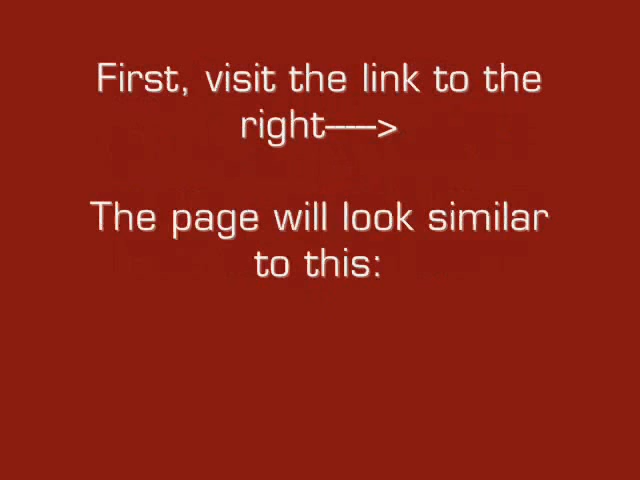 First, visit the link to the
right---->
The page will look similar
to this: